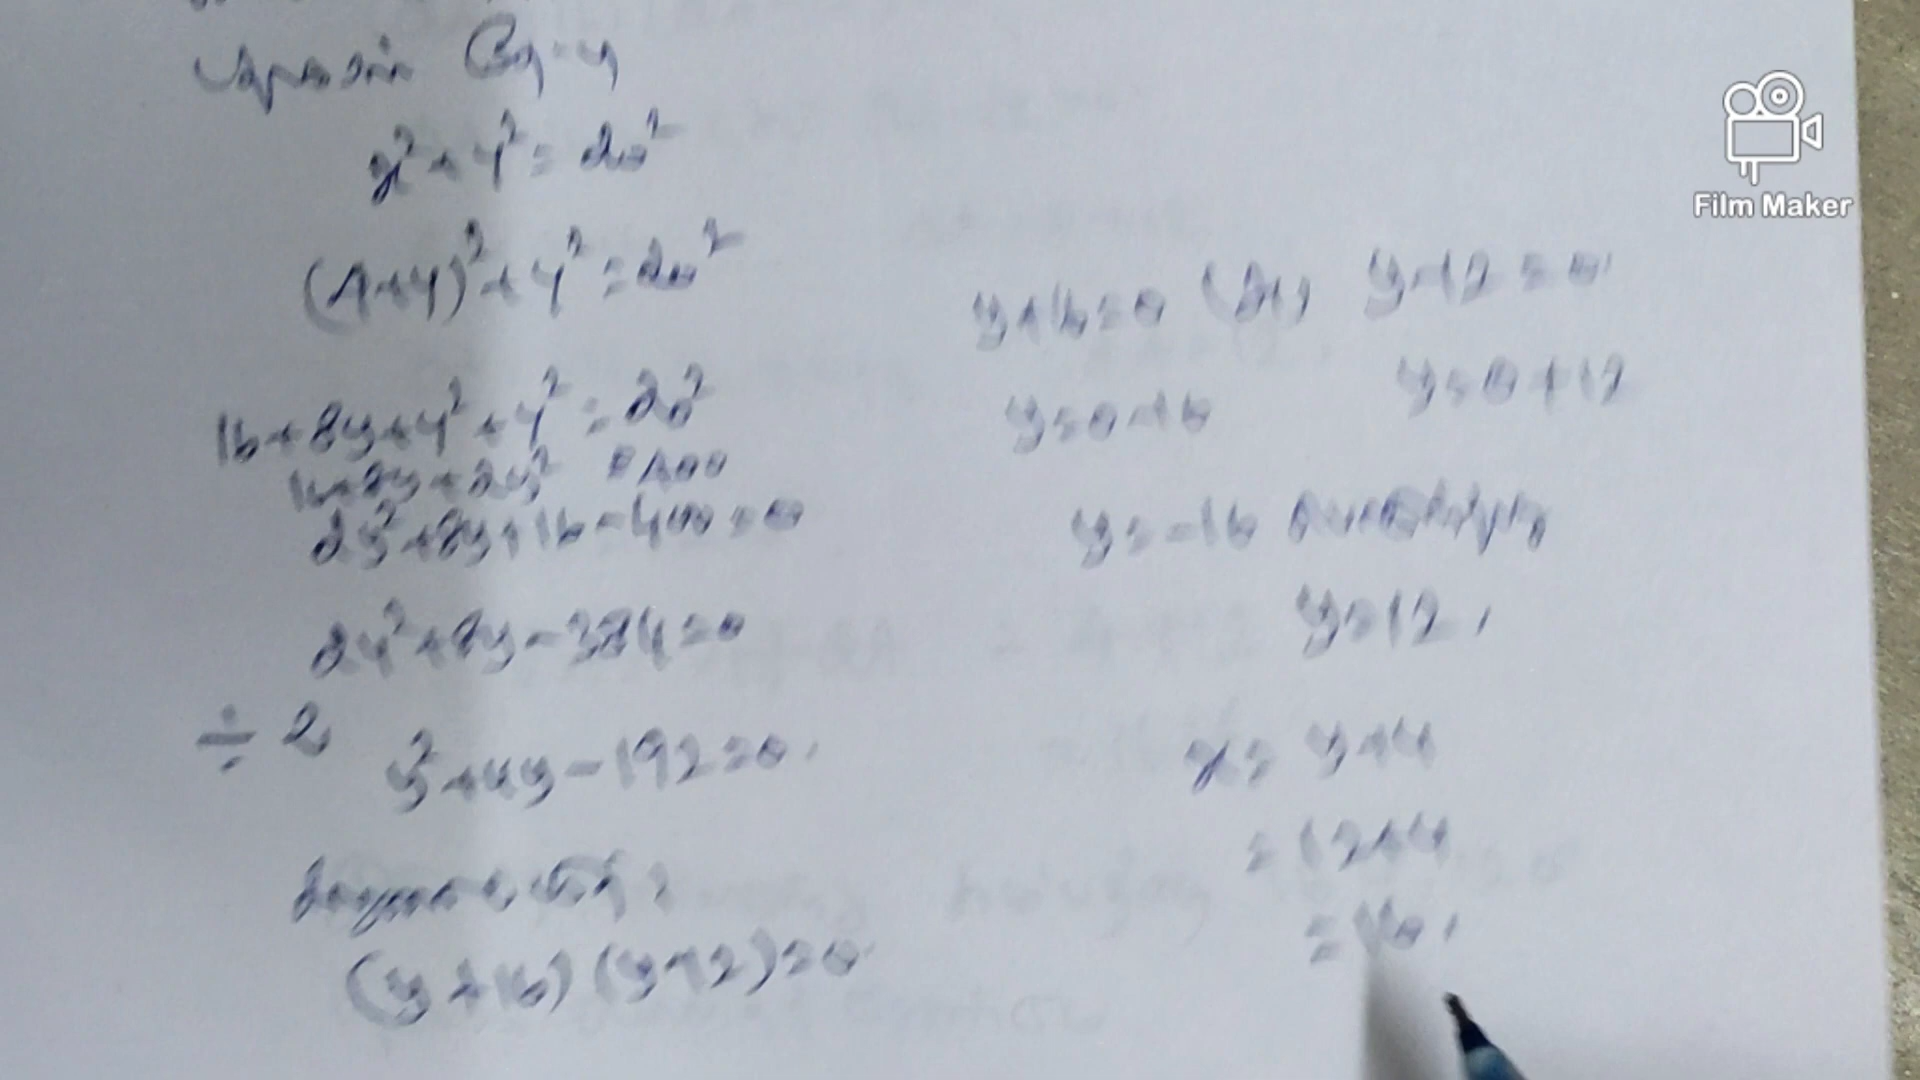 x² + y² = 20²
(4+y)² + y² = 20²
16+8y+y² + y² = 20²
16+8y+2y² = 400
2y²+8y+16-400=0
2y²+8y-384=0
÷ 2 y²+4y-192=0
(y+16)(y-12)=0
y+16=0 y-12=0
y=0-16 y=0+12
y=-16
y=12
x= y+4
= 12+4
= 16
Film Maker